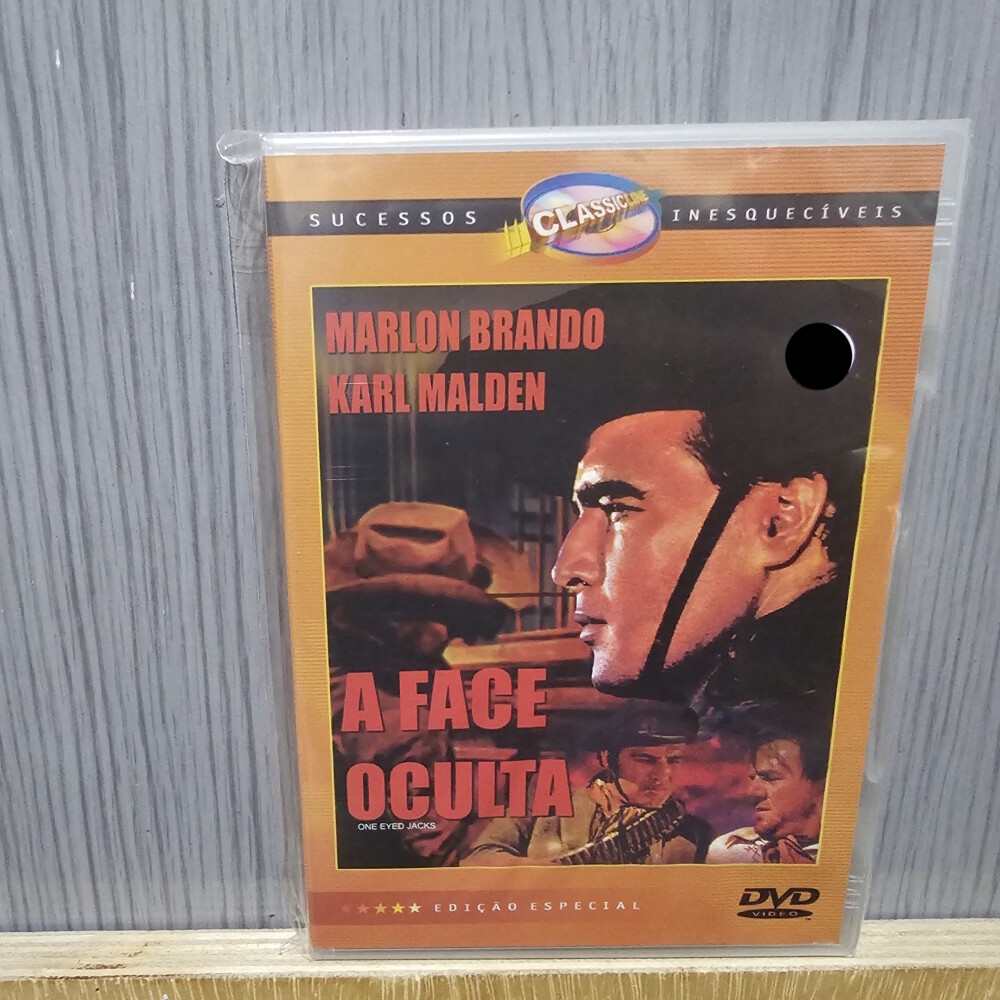 SUCESSOS CLASSICLINE INESQUECÍVEIS
MARLON BRANDO
KARL MALDEN
A FACE
OCULTA
ONE EYED JACKS
EDIÇÃO ESPECIAL
DVD
VIDEO